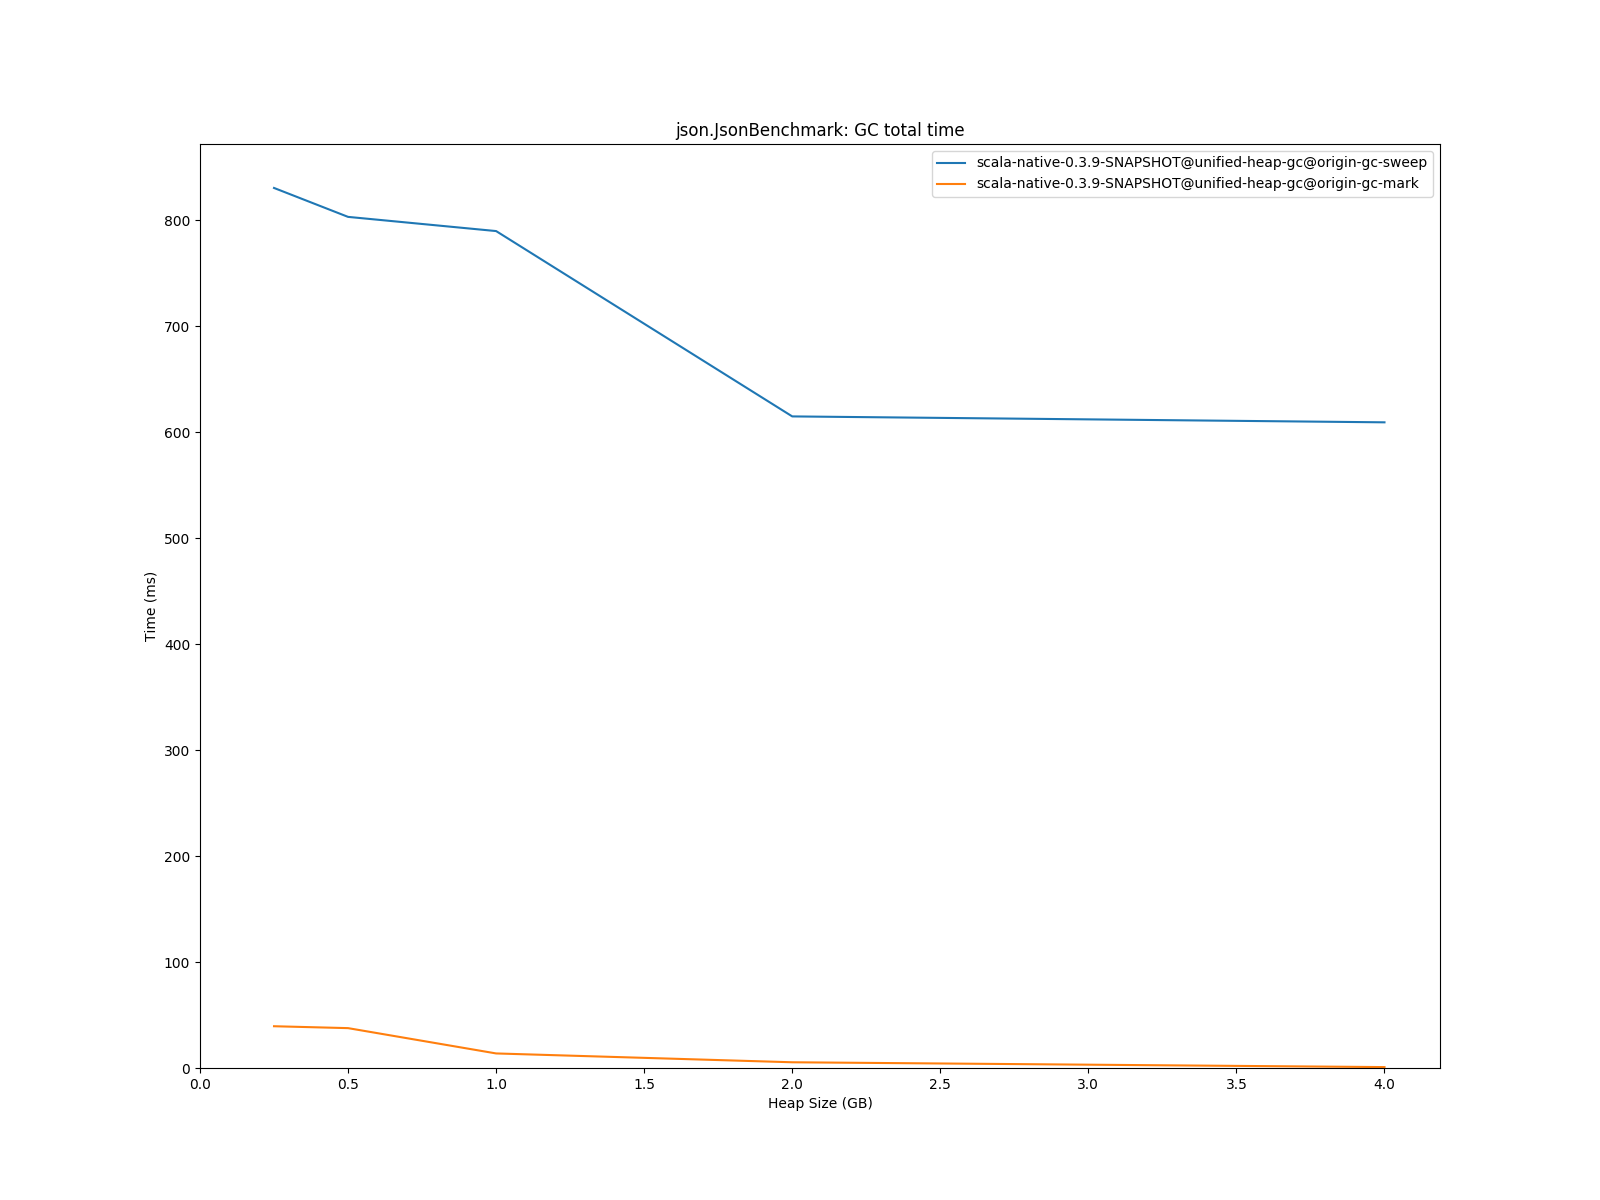 json.JsonBenchmark: GC total time
scala-native-0.3.9-SNAPSHOT@unified-heap-gc@origin-gc-sweep
scala-native-0.3.9-SNAPSHOT@unified-heap-gc@origin-gc-mark
800
700
600
500
400
300
200
100
0
Time (ms)
0.0 0.5 1.0 1.5 2.0 2.5 3.0 3.5 4.0
Heap Size (GB)